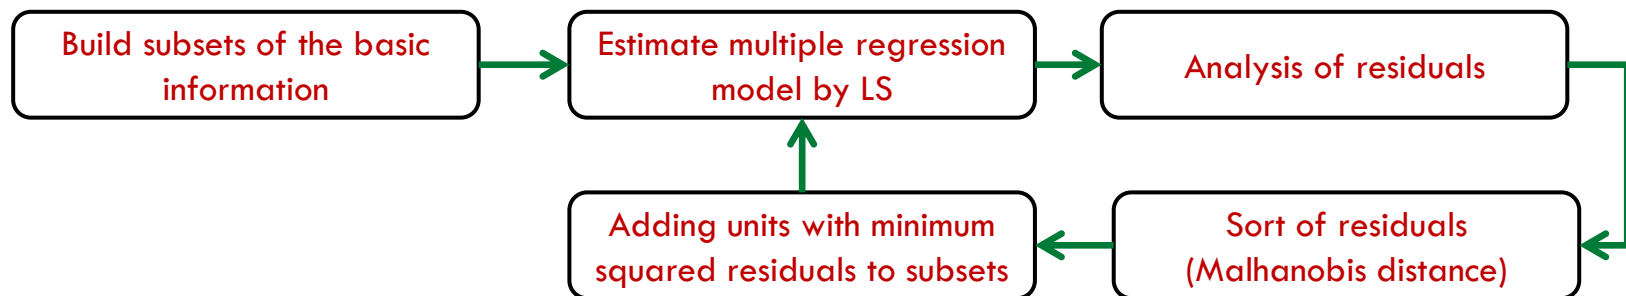 Build subsets of the basic
information
Estimate multiple regression
model by LS
Analysis of residuals
Sort of residuals
(Malhanobis distance)
Adding units with minimum
squared residuals to subsets